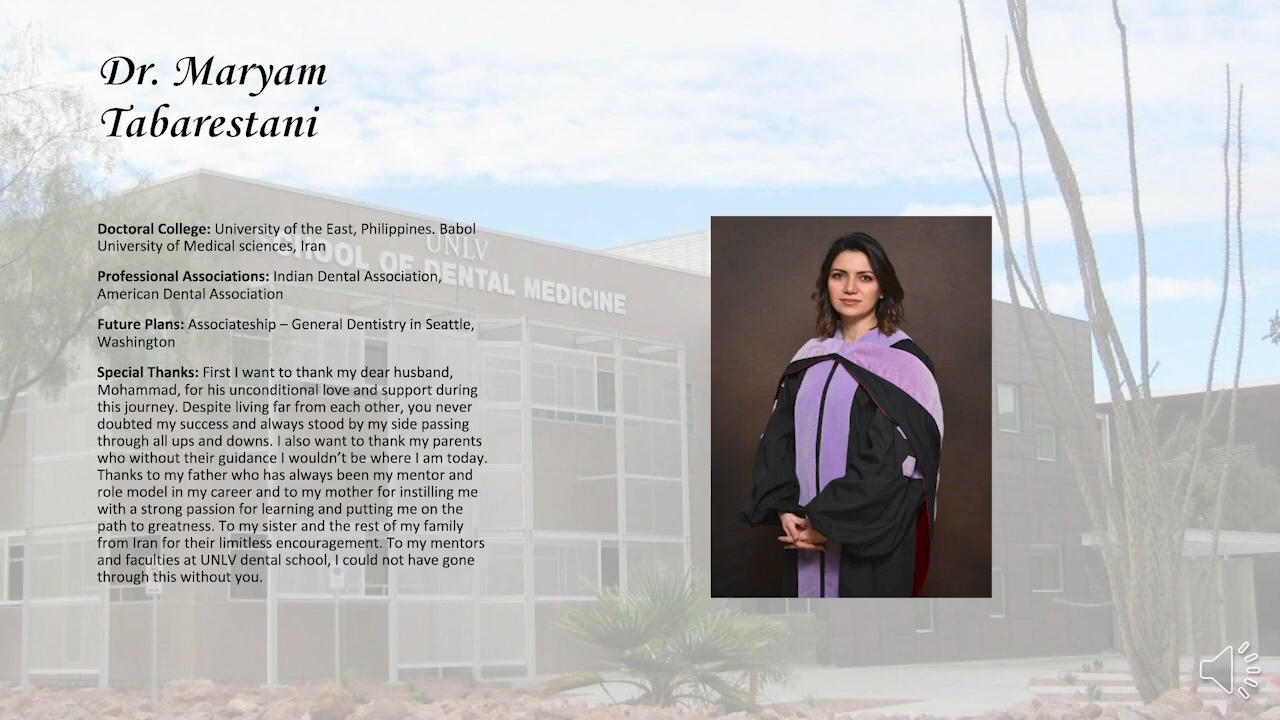 Dr. Maryam
Tabarestani
Doctoral College: University of the East, Philippines. Babol
University of Medical sciences, Iran
UNLV
SCHOOL OF DENTAL MEDICINE
Professional Associations: Indian Dental Association,
American Dental Association
Future Plans: Associateship – General Dentistry in Seattle,
Washington
Special Thanks: First I want to thank my dear husband,
Mohammad, for his unconditional love and support during
this journey. Despite living far from each other, you never
doubted my success and always stood by my side passing
through all ups and downs. I also want to thank my parents
who without their guidance I wouldn’t be where I am today.
Thanks to my father who has always been my mentor and
role model in my career and to my mother for instilling me
with a strong passion for learning and putting me on the
path to greatness. To my sister and the rest of my family
from Iran for their limitless encouragement. To my mentors
and faculties at UNLV dental school, I could not have gone
through this without you.